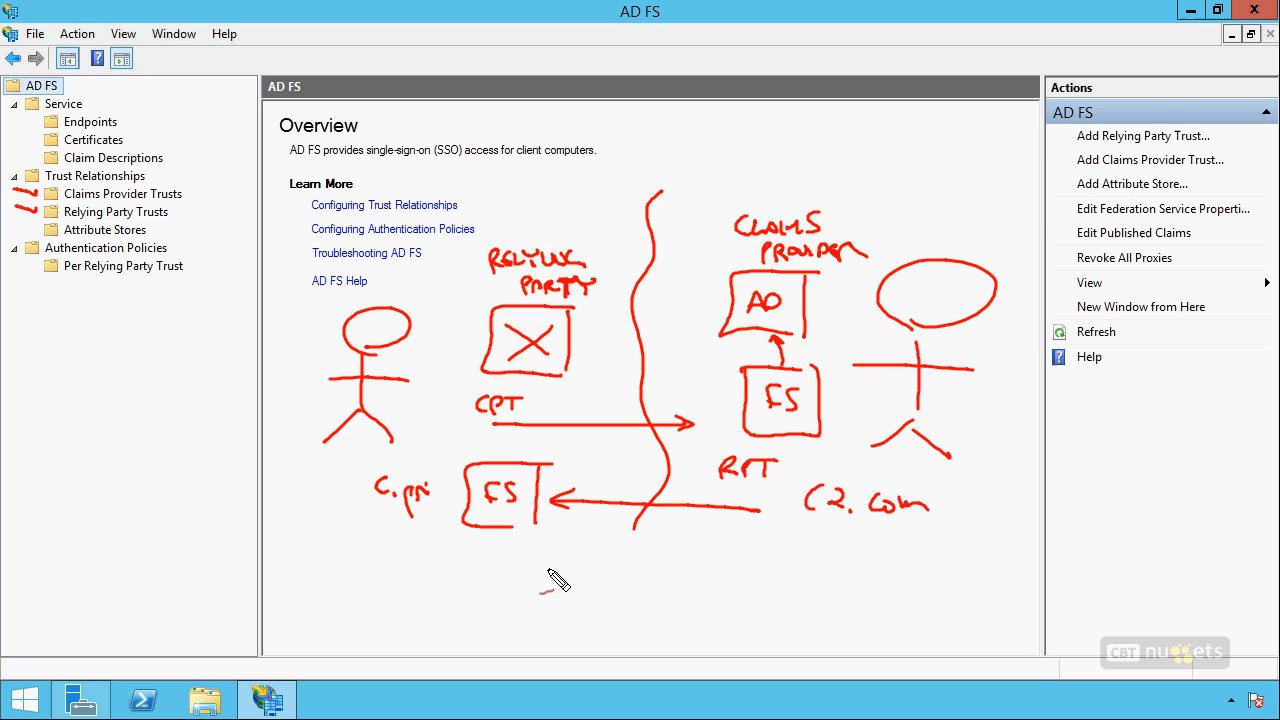 AD FS
File Action View Window Help
AD FS
Service
Endpoints
Certificates
Claim Descriptions
Trust Relationships
Claims Provider Trusts
Relying Party Trusts
Attribute Stores
Authentication Policies
Per Relying Party Trust
AD FS
Overview
AD FS provides single-sign-on (SSO) access for client computers.
Learn More
Configuring Trust Relationships
Configuring Authentication Policies
Troubleshooting AD FS
AD FS Help
RELYING
PARTY
CPT
C.pri
FS
CLAIMS
PROVIDER
AD
FS
RPT
C2.com
Actions
AD FS
Add Relying Party Trust...
Add Claims Provider Trust...
Add Attribute Store...
Edit Federation Service Properti...
Edit Published Claims
Revoke All Proxies
View
New Window from Here
Refresh
Help
CBT nuggets